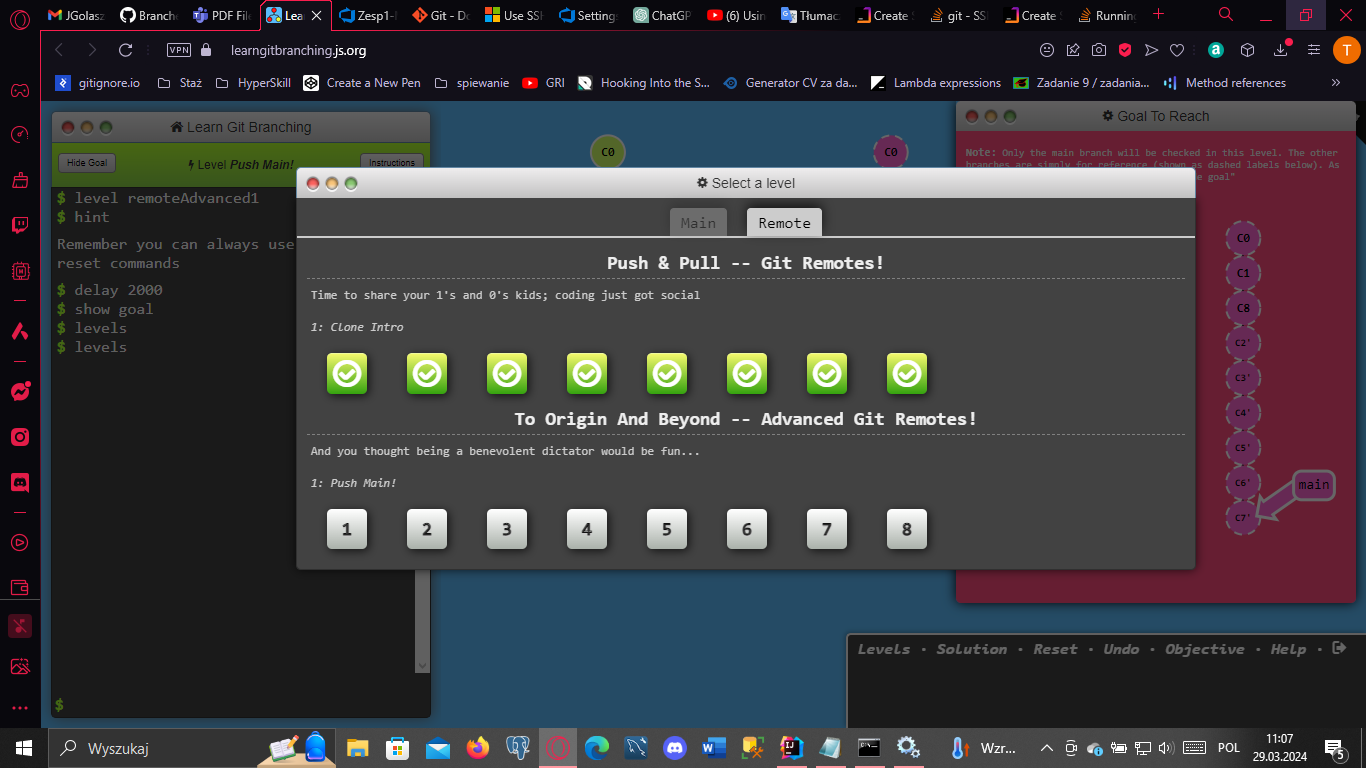 JGolasz
Branche
PDF File
Lear
Zesp1-I
Git - Do
Use SSH
Settings
ChatGP
(6) Usin
Tłumac
Create
git - SSH
Create
Running
VPN
learngitbranching.js.org
T
gitignore.io
Staż
HyperSkill
Create a New Pen
spiewanie
GRI
Hooking Into the S...
Generator CV za da...
Lambda expressions
Zadanie 9 / zadania...
Method references
Learn Git Branching
Hide Goal
Level Push Main!
Instructions
$ level remoteAdvanced1
$ hint
Remember you can always use
reset commands
$ delay 2000
$ show goal
$ levels
$ levels
$
C0
C0
Goal To Reach
Note: Only the main branch will be checked in this level. The other
branches are simply for reference (shown as dashed labels below). As
e goal"
C0
C1
C8
C2'
C3'
C4'
C5'
C6'
main
C7'
Select a level
Main
Remote
Push & Pull -- Git Remotes!
Time to share your 1's and 0's kids; coding just got social
1: Clone Intro
To Origin And Beyond -- Advanced Git Remotes!
And you thought being a benevolent dictator would be fun...
1: Push Main!
1 2 3 4 5 6 7 8
Levels · Solution · Reset · Undo · Objective · Help ·
Wyszukaj
Wzr...
POL
11:07
29.03.2024
5